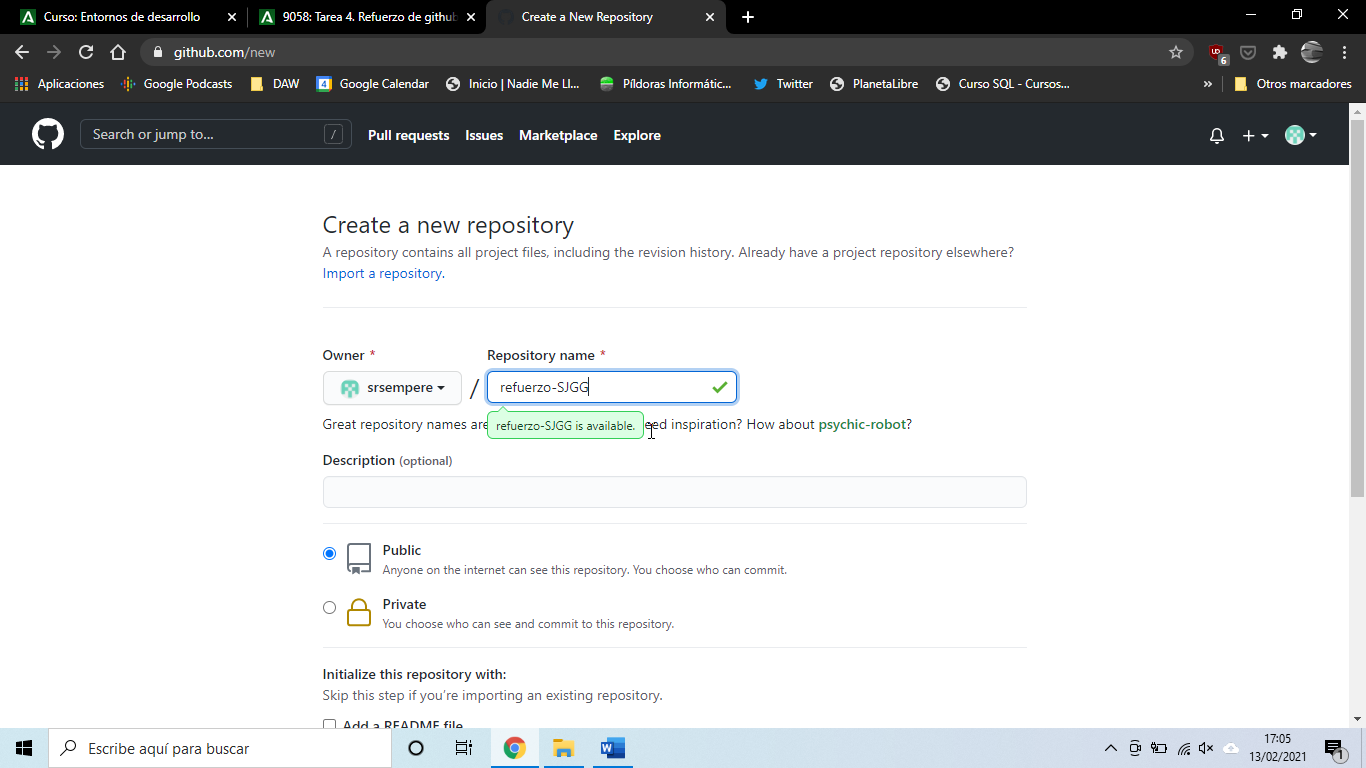 Curso: Entornos de desarrollo
9058: Tarea 4. Refuerzo de github
Create a New Repository
github.com/new
UD
6
Aplicaciones
Google Podcasts
DAW
4
Google Calendar
Inicio | Nadie Me Ll...
Píldoras Informátic...
Twitter
PlanetaLibre
Curso SQL - Cursos...
»
Otros marcadores
Search or jump to...
/
Pull requests
Issues
Marketplace
Explore
Create a new repository
A repository contains all project files, including the revision history. Already have a project repository elsewhere?
Import a repository.
Owner *
Repository name *
srsempere
/
refuerzo-SJGG
Great repository names are
refuerzo-SJGG is available.
eed inspiration? How about psychic-robot?
Description (optional)
Public
Anyone on the internet can see this repository. You choose who can commit.
Private
You choose who can see and commit to this repository.
Initialize this repository with:
Skip this step if you're importing an existing repository.
Add a README file
Escribe aquí para buscar
17:05
13/02/2021
1